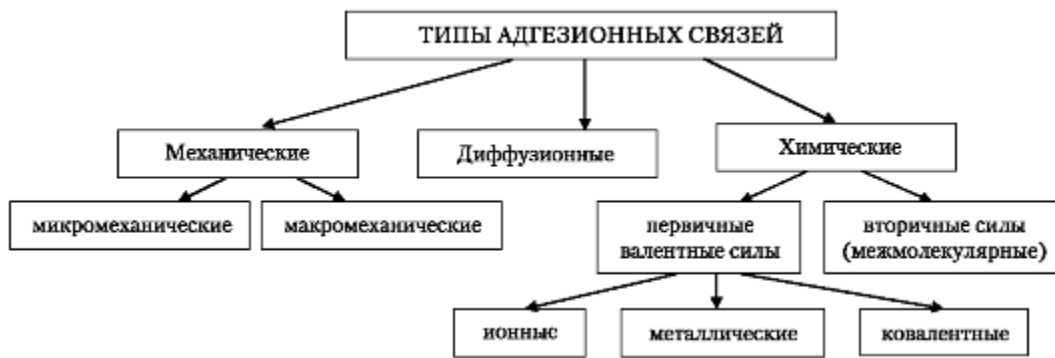 ТИПЫ АДГЕЗИОННЫХ СВЯЗЕЙ
Механические
Диффузионные
Химические
микромеханические
макромеханические
первичные
валентные силы
вторичные силы
(межмолекулярные)
ионные
металлические
ковалентные